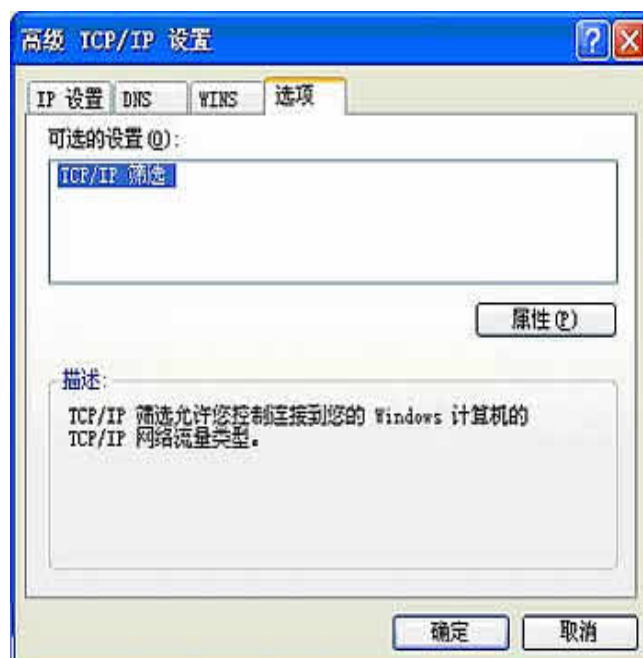 高级 TCP/IP 设置
IP 设置 DNS WINS 选项
可选的设置(O):
TCP/IP 筛选
属性(P)
描述:
TCP/IP 筛选允许您控制连接到您的 Windows 计算机的
TCP/IP 网络流量类型。
确定 取消